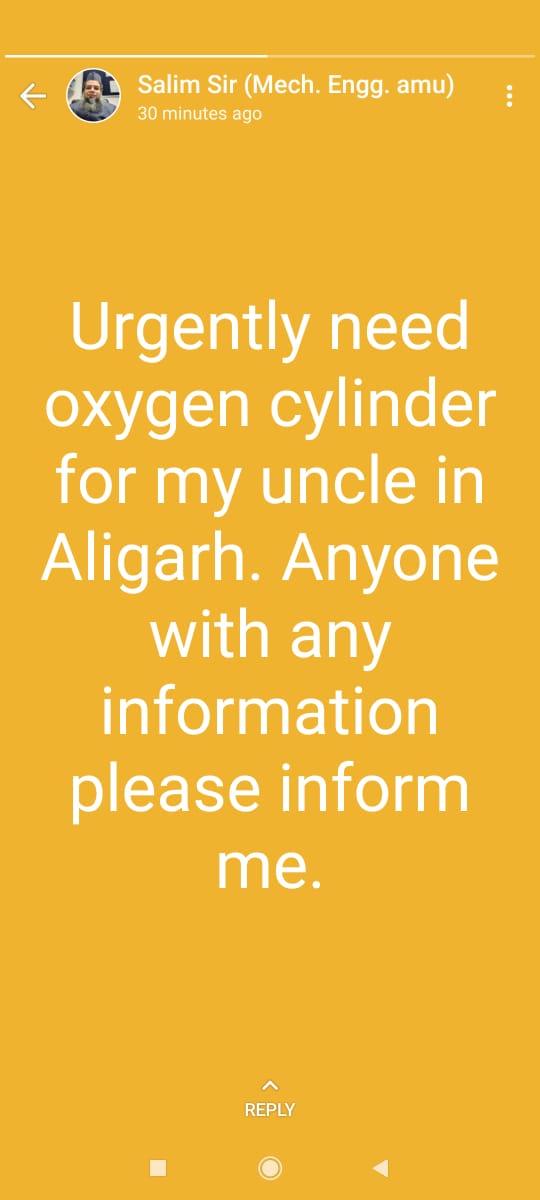 Salim Sir (Mech. Engg. amu)
30 minutes ago
Urgently need
oxygen cylinder
for my uncle in
Aligarh. Anyone
with any
information
please inform
me.
REPLY